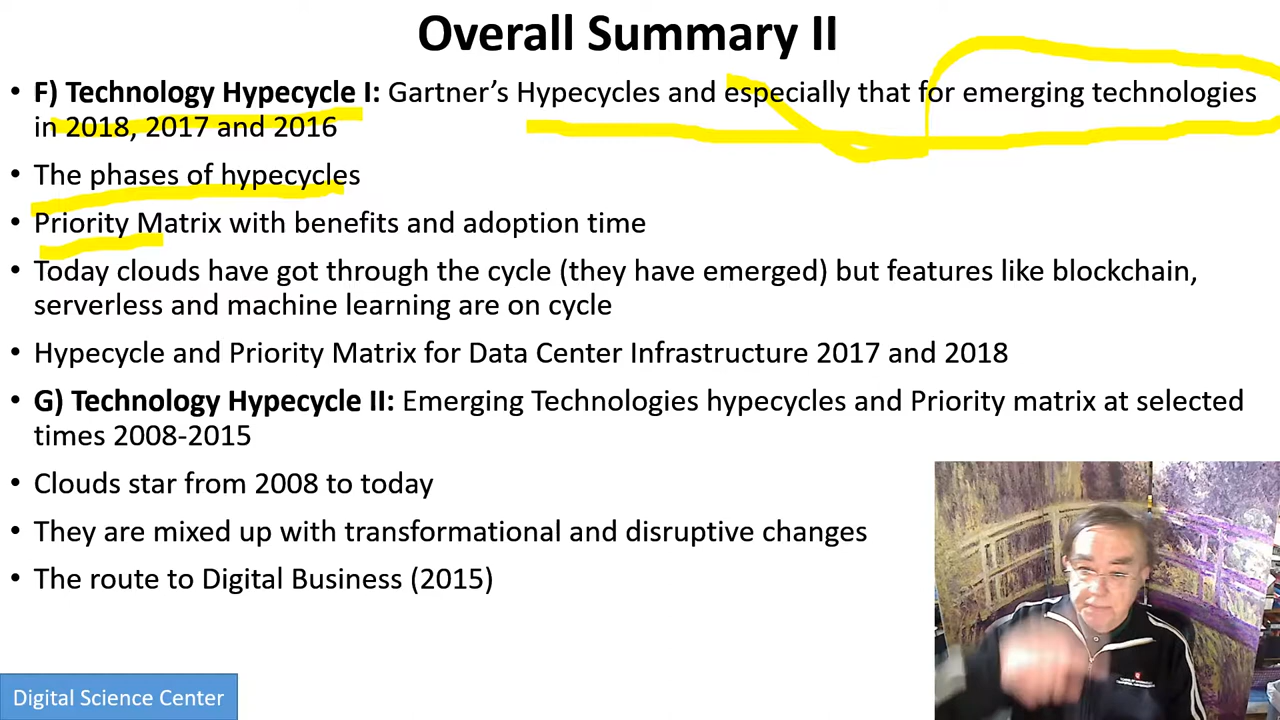 Overall Summary II
• F) Technology Hypecycle I: Gartner's Hypecycles and especially that for emerging technologies
in 2018, 2017 and 2016
• The phases of hypecycles
• Priority Matrix with benefits and adoption time
• Today clouds have got through the cycle (they have emerged) but features like blockchain,
serverless and machine learning are on cycle
• Hypecycle and Priority Matrix for Data Center Infrastructure 2017 and 2018
• G) Technology Hypecycle II: Emerging Technologies hypecycles and Priority matrix at selected
times 2008-2015
• Clouds star from 2008 to today
• They are mixed up with transformational and disruptive changes
• The route to Digital Business (2015)
Digital Science Center